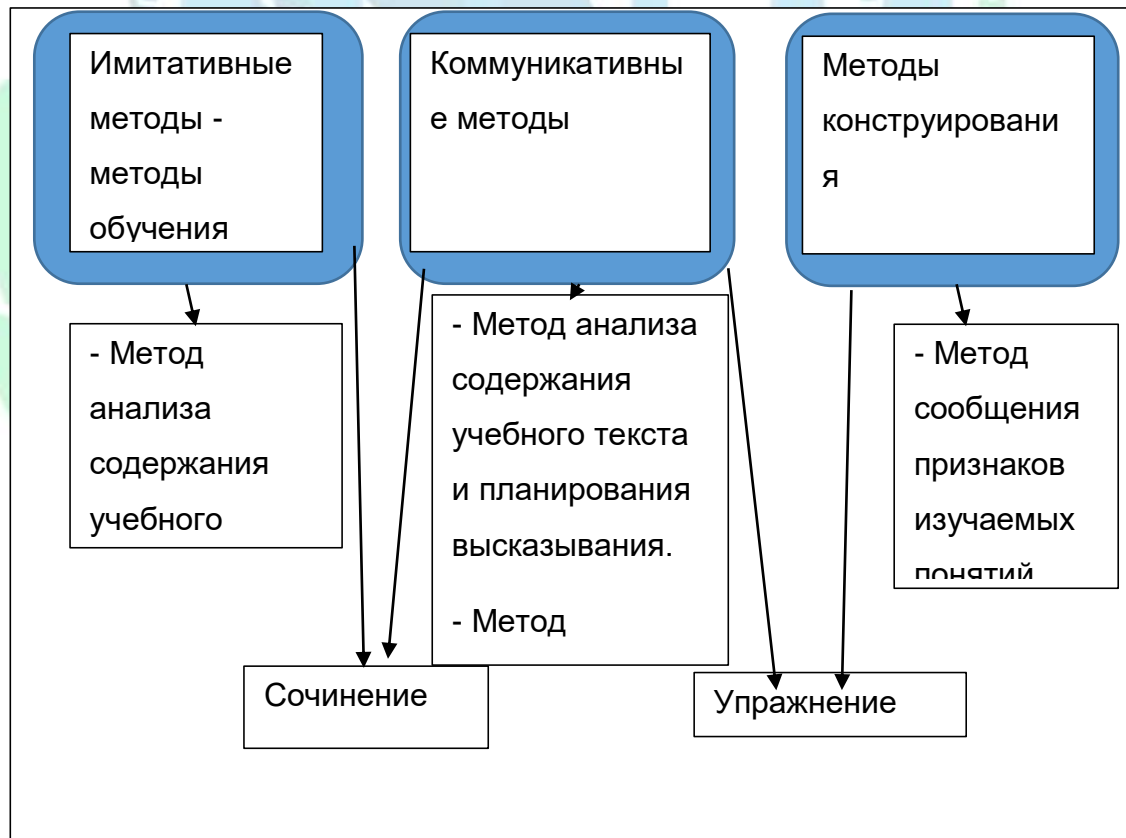 Имитативные
методы -
методы
обучения
Коммуникативны
е методы
Методы
конструировани
я
- Метод
анализа
содержания
учебного
- Метод анализа
содержания
учебного текста
и планирования
высказывания.
- Метод
- Метод
сообщения
признаков
изучаемых
понятий
Сочинение
Упражнение